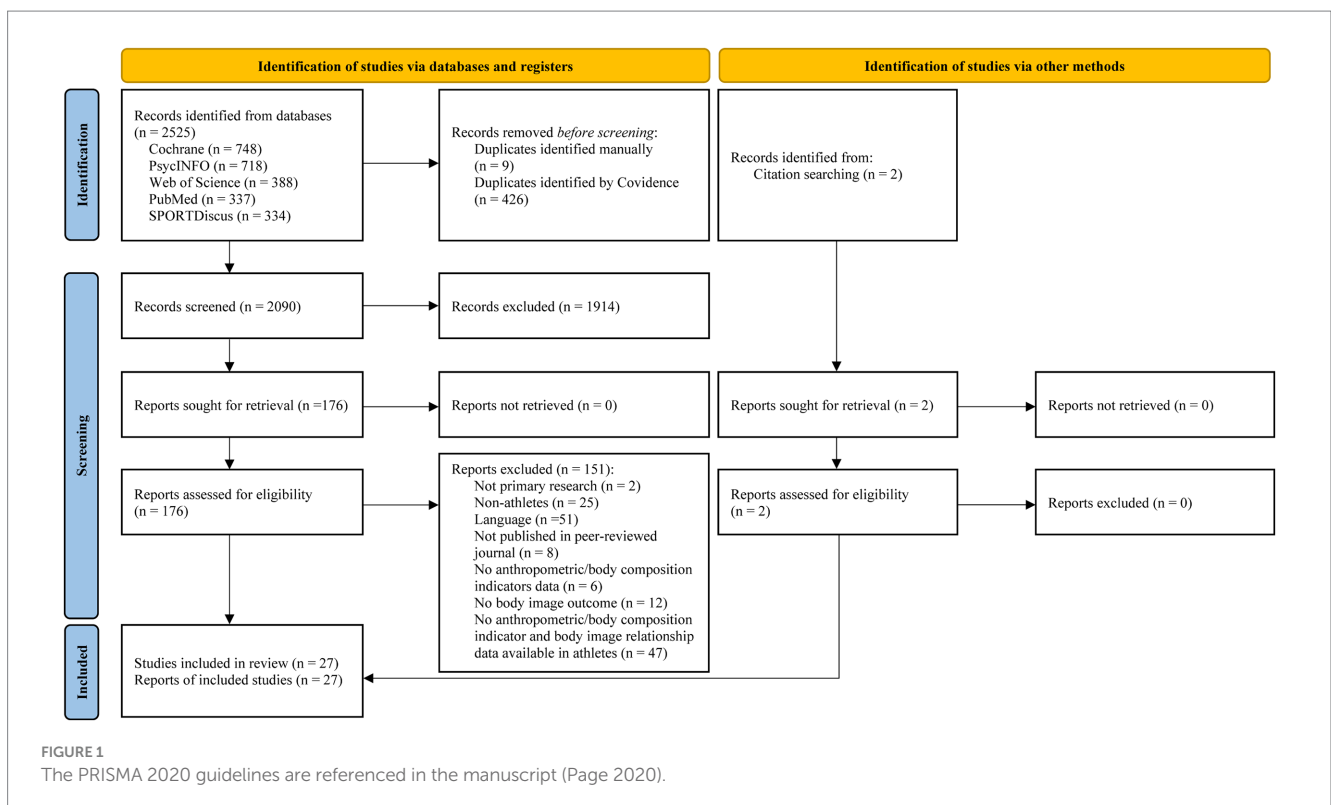 Identification of studies via databases and registers
Identification of studies via other methods
Identification
Records identified from databases
(n = 2525)
Cochrane (n = 748)
PsycINFO (n = 718)
Web of Science (n = 388)
PubMed (n = 337)
SPORTDiscus (n = 334)
Records removed before screening:
Duplicates identified manually
(n = 9)
Duplicates identified by Covidence
(n = 426)
Records identified from:
Citation searching (n = 2)
Screening
Records screened (n = 2090)
Records excluded (n = 1914)
Reports sought for retrieval (n =176)
Reports not retrieved (n = 0)
Reports sought for retrieval (n = 2)
Reports not retrieved (n = 0)
Reports assessed for eligibility
(n = 176)
Reports excluded (n = 151):
Not primary research (n = 2)
Non-athletes (n = 25)
Language (n =51)
Not published in peer-reviewed
journal (n = 8)
No anthropometric/body composition
indicators data (n = 6)
No body image outcome (n = 12)
No anthropometric/body composition
indicator and body image relationship
data available in athletes (n = 47)
Reports assessed for eligibility
(n = 2)
Reports excluded (n = 0)
Included
Studies included in review (n = 27)
Reports of included studies (n = 27)
FIGURE 1
The PRISMA 2020 guidelines are referenced in the manuscript (Page 2020).